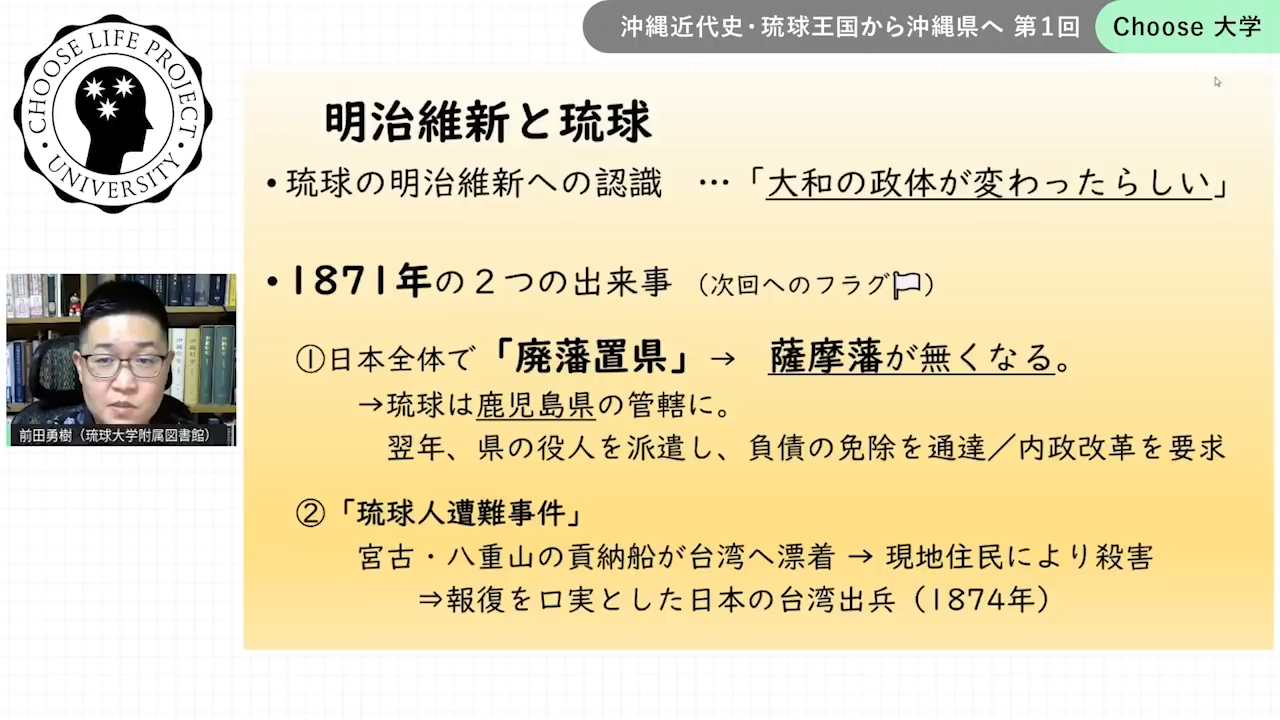 沖縄近代史・琉球王国から沖縄県へ 第1回
Choose 大学
CHOOSE LIFE PROJECT
・UNIVERSITY・
明治維新と琉球
・琉球の明治維新への認識 …「大和の政体が変わったらしい」
・1871年の２つの出来事 （次回へのフラグ）
①日本全体で「廃藩置県」→ 薩摩藩が無くなる。
→琉球は鹿児島県の管轄に。
翌年、県の役人を派遣し、負債の免除を通達／内政改革を要求
②「琉球人遭難事件」
宮古・八重山の貢納船が台湾へ漂着 → 現地住民により殺害
⇒報復を口実とした日本の台湾出兵（1874年）
前田勇樹（琉球大学附属図書館）